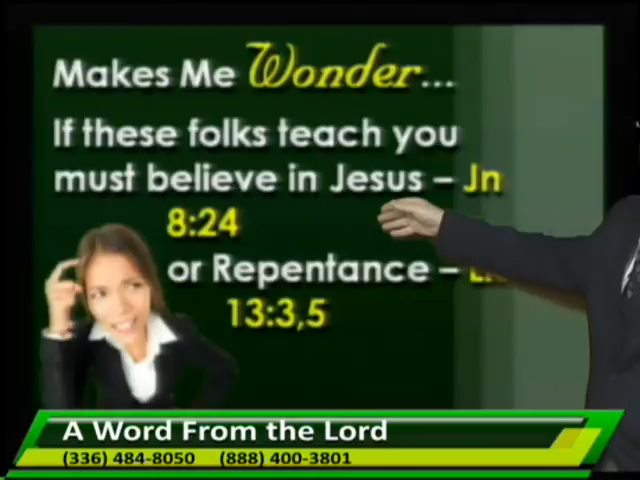 Makes Me Wonder...
If these folks teach you
must believe in Jesus – Jn
8:24
or Repentance –
13:3,5
A Word From the Lord
(336) 484-8050 (888) 400-3801